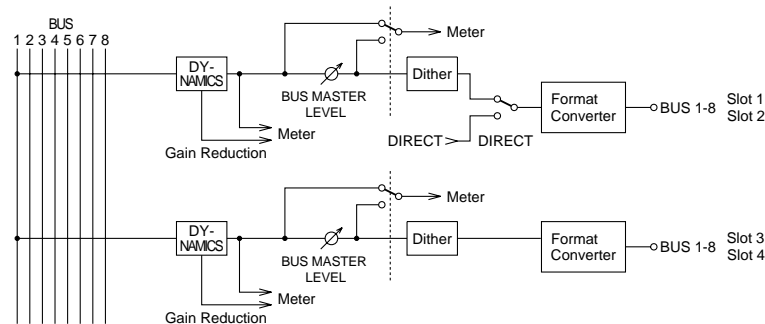 BUS
1 2 3 4 5 6 7 8
Meter
DY-
NAMICS
BUS MASTER
LEVEL
Dither
Format
Converter
BUS 1-8
Slot 1
Slot 2
Meter
Gain Reduction
DIRECT
DIRECT
Meter
DY-
NAMICS
BUS MASTER
LEVEL
Dither
Format
Converter
BUS 1-8
Slot 3
Slot 4
Meter
Gain Reduction